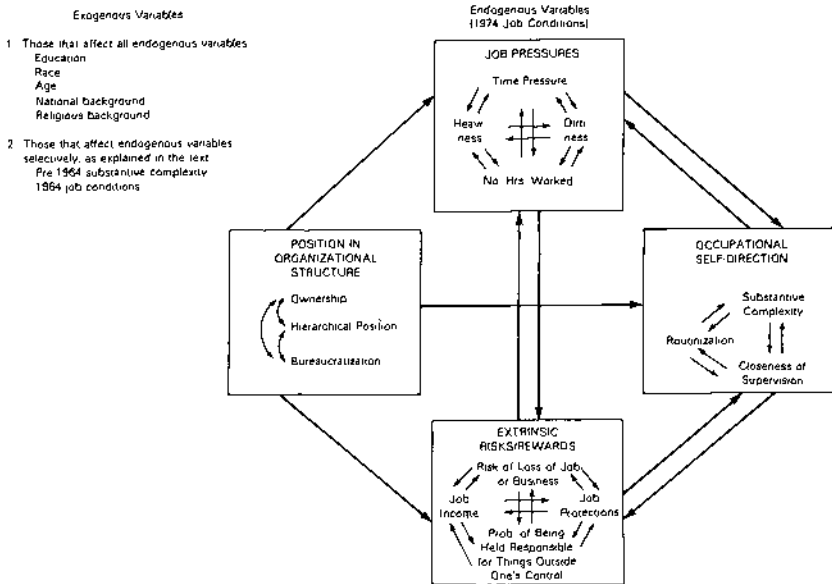 Exogenous Variables
1 Those that affect all endogenous variables
Education
Race
Age
National background
Religious background
2 Those that affect endogenous variables
selectively, as explained in the text
Pre 1964 substantive complexity
1964 job conditions
Endogenous Variables
(1974 Job Conditions)
JOB PRESSURES
Time Pressure
Heavi
ness
Dirti
ness
No Hrs Worked
POSITION IN
ORGANIZATIONAL
STRUCTURE
Ownership
Hierarchical Position
Bureaucratization
OCCUPATIONAL
SELF-DIRECTION
Substantive
Complexity
Routinization
Closeness of
Supervision
EXTRINSIC
RISKS/REWARDS
Risk of Loss of Job
or Business
Job
Income
Job
Protections
Prob of Being
Held Responsible
for Things Outside
One's Control